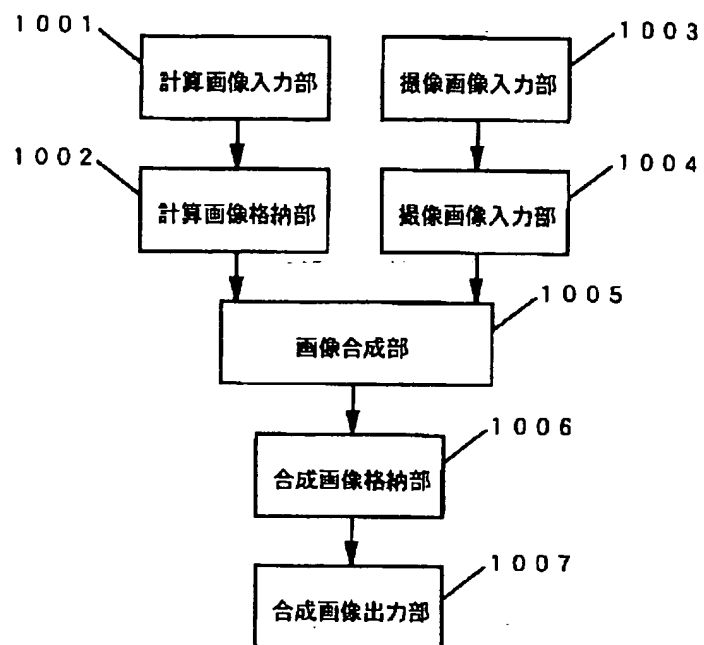 1001
1003
計算画像入力部
撮像画像入力部
1002
1004
計算画像格納部
撮像画像入力部
1005
画像合成部
1006
合成画像格納部
1007
合成画像出力部